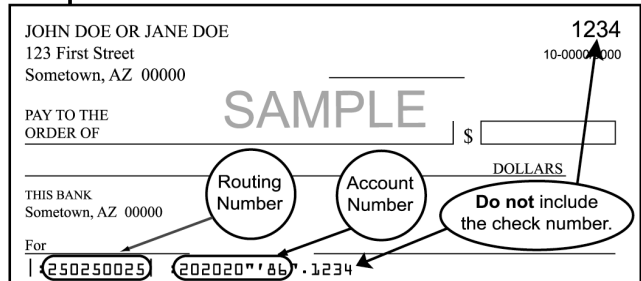 JOHN DOE OR JANE DOE
1234
123 First Street
10-0000/0000
Sometown, AZ 00000
SAMPLE
PAY TO THE
ORDER OF
$
DOLLARS
THIS BANK
Sometown, AZ 00000
Routing
Number
Account
Number
Do not include
the check number.
For
|:250250025| :202020"'86".1234